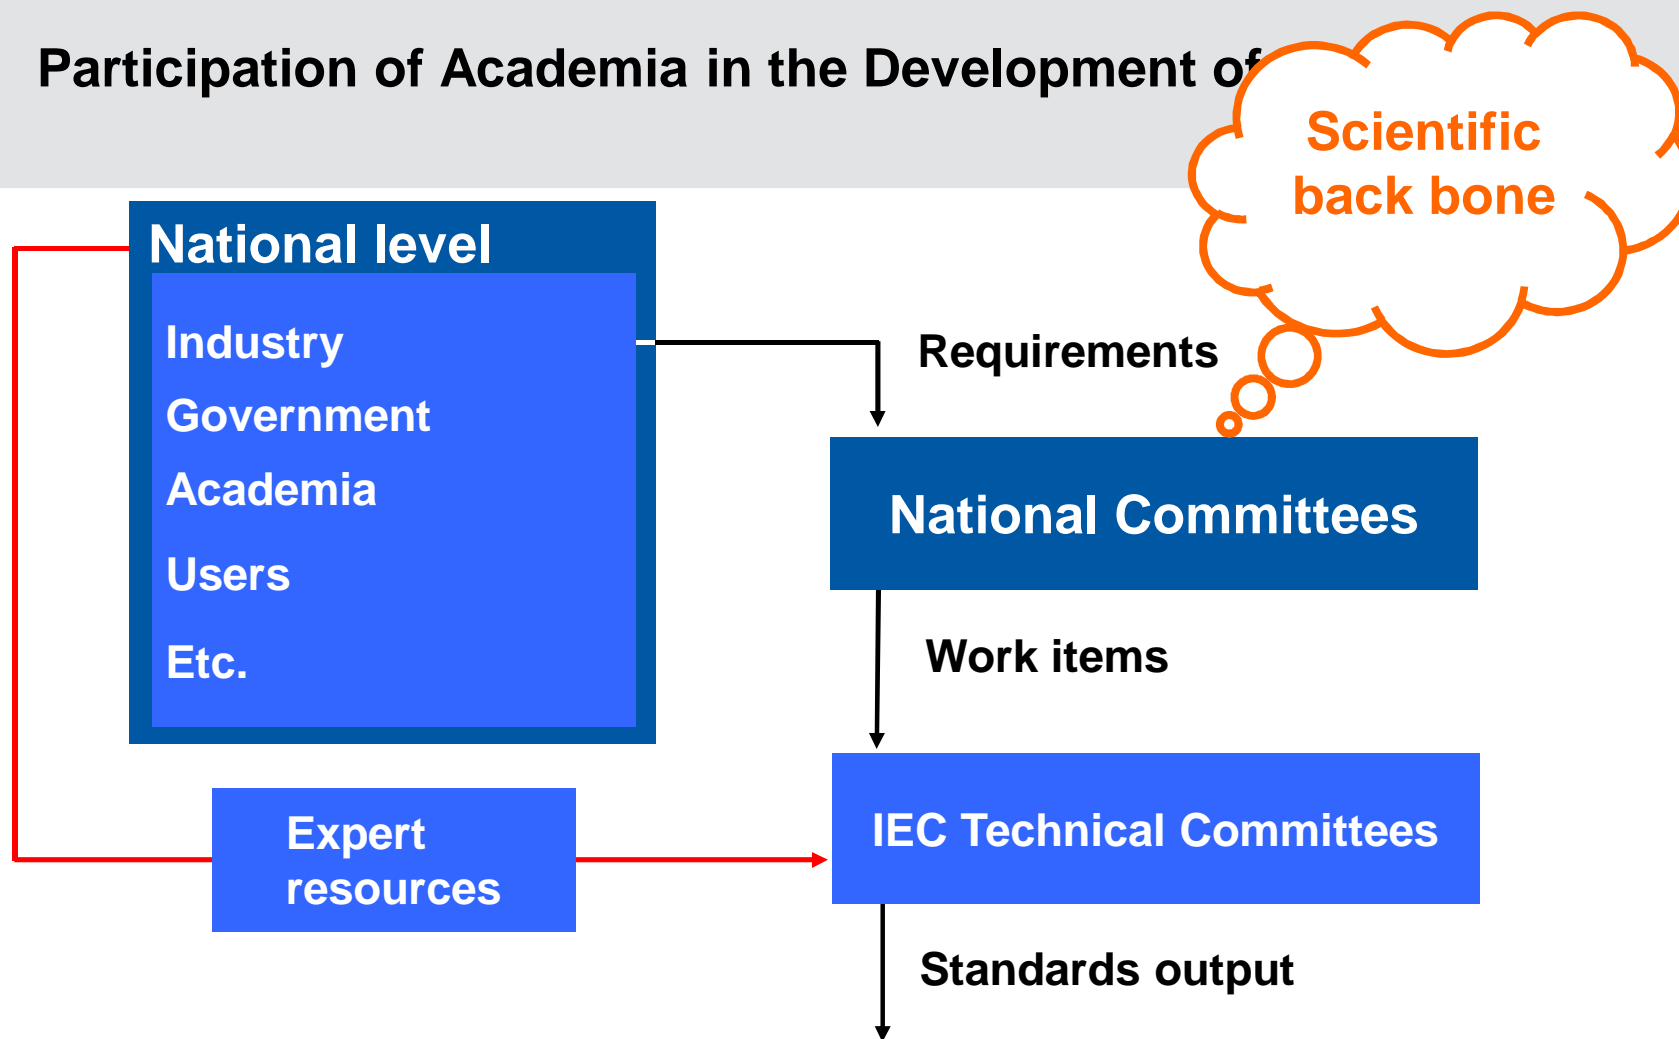 Participation of Academia in the Development of
Scientific
back bone
National level
Industry
Government
Academia
Users
Etc.
Requirements
National Committees
Work items
IEC Technical Committees
Expert
resources
Standards output